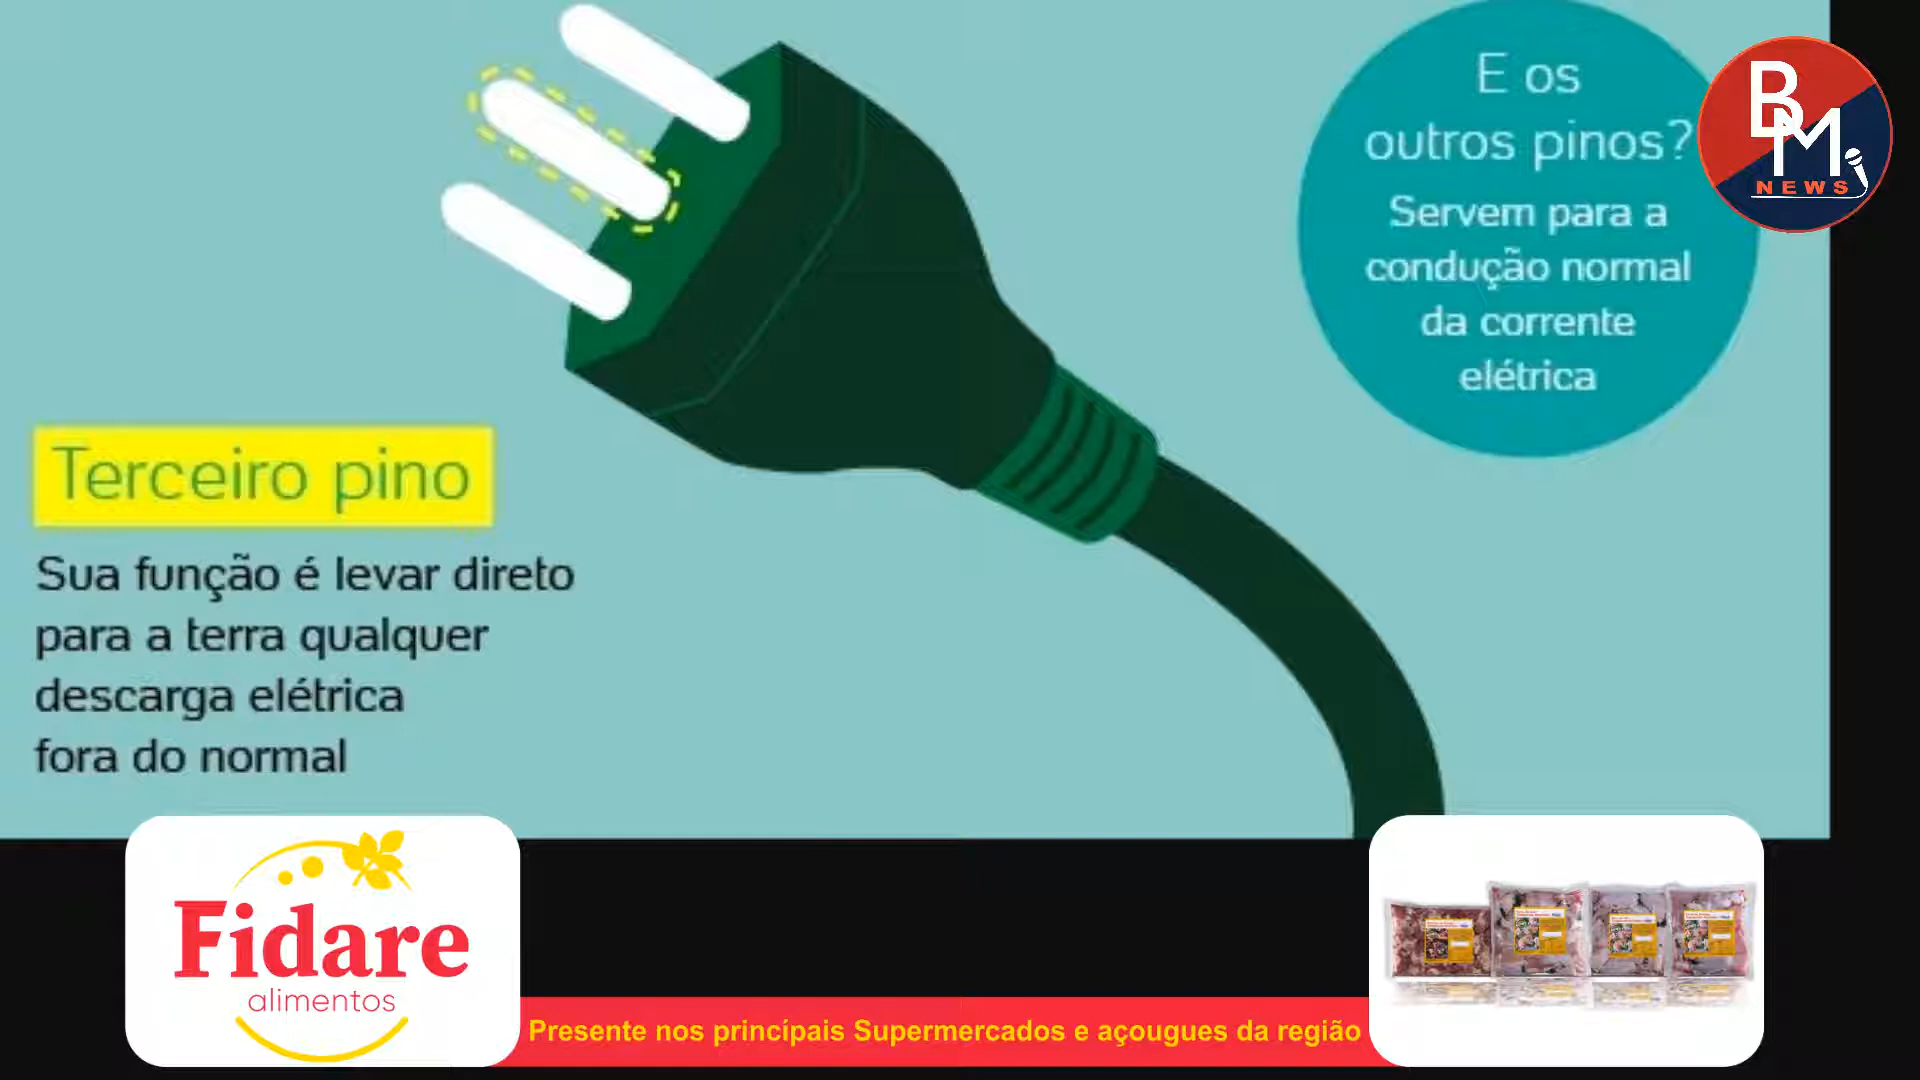 E os
outros pinos?
Servem para a
condução normal
da corrente
elétrica
BM
NEWS
Terceiro pino
Sua função é levar direto
para a terra qualquer
descarga elétrica
fora do normal
Fidare
alimentos
Presente nos princípais Supermercados e açougues da região